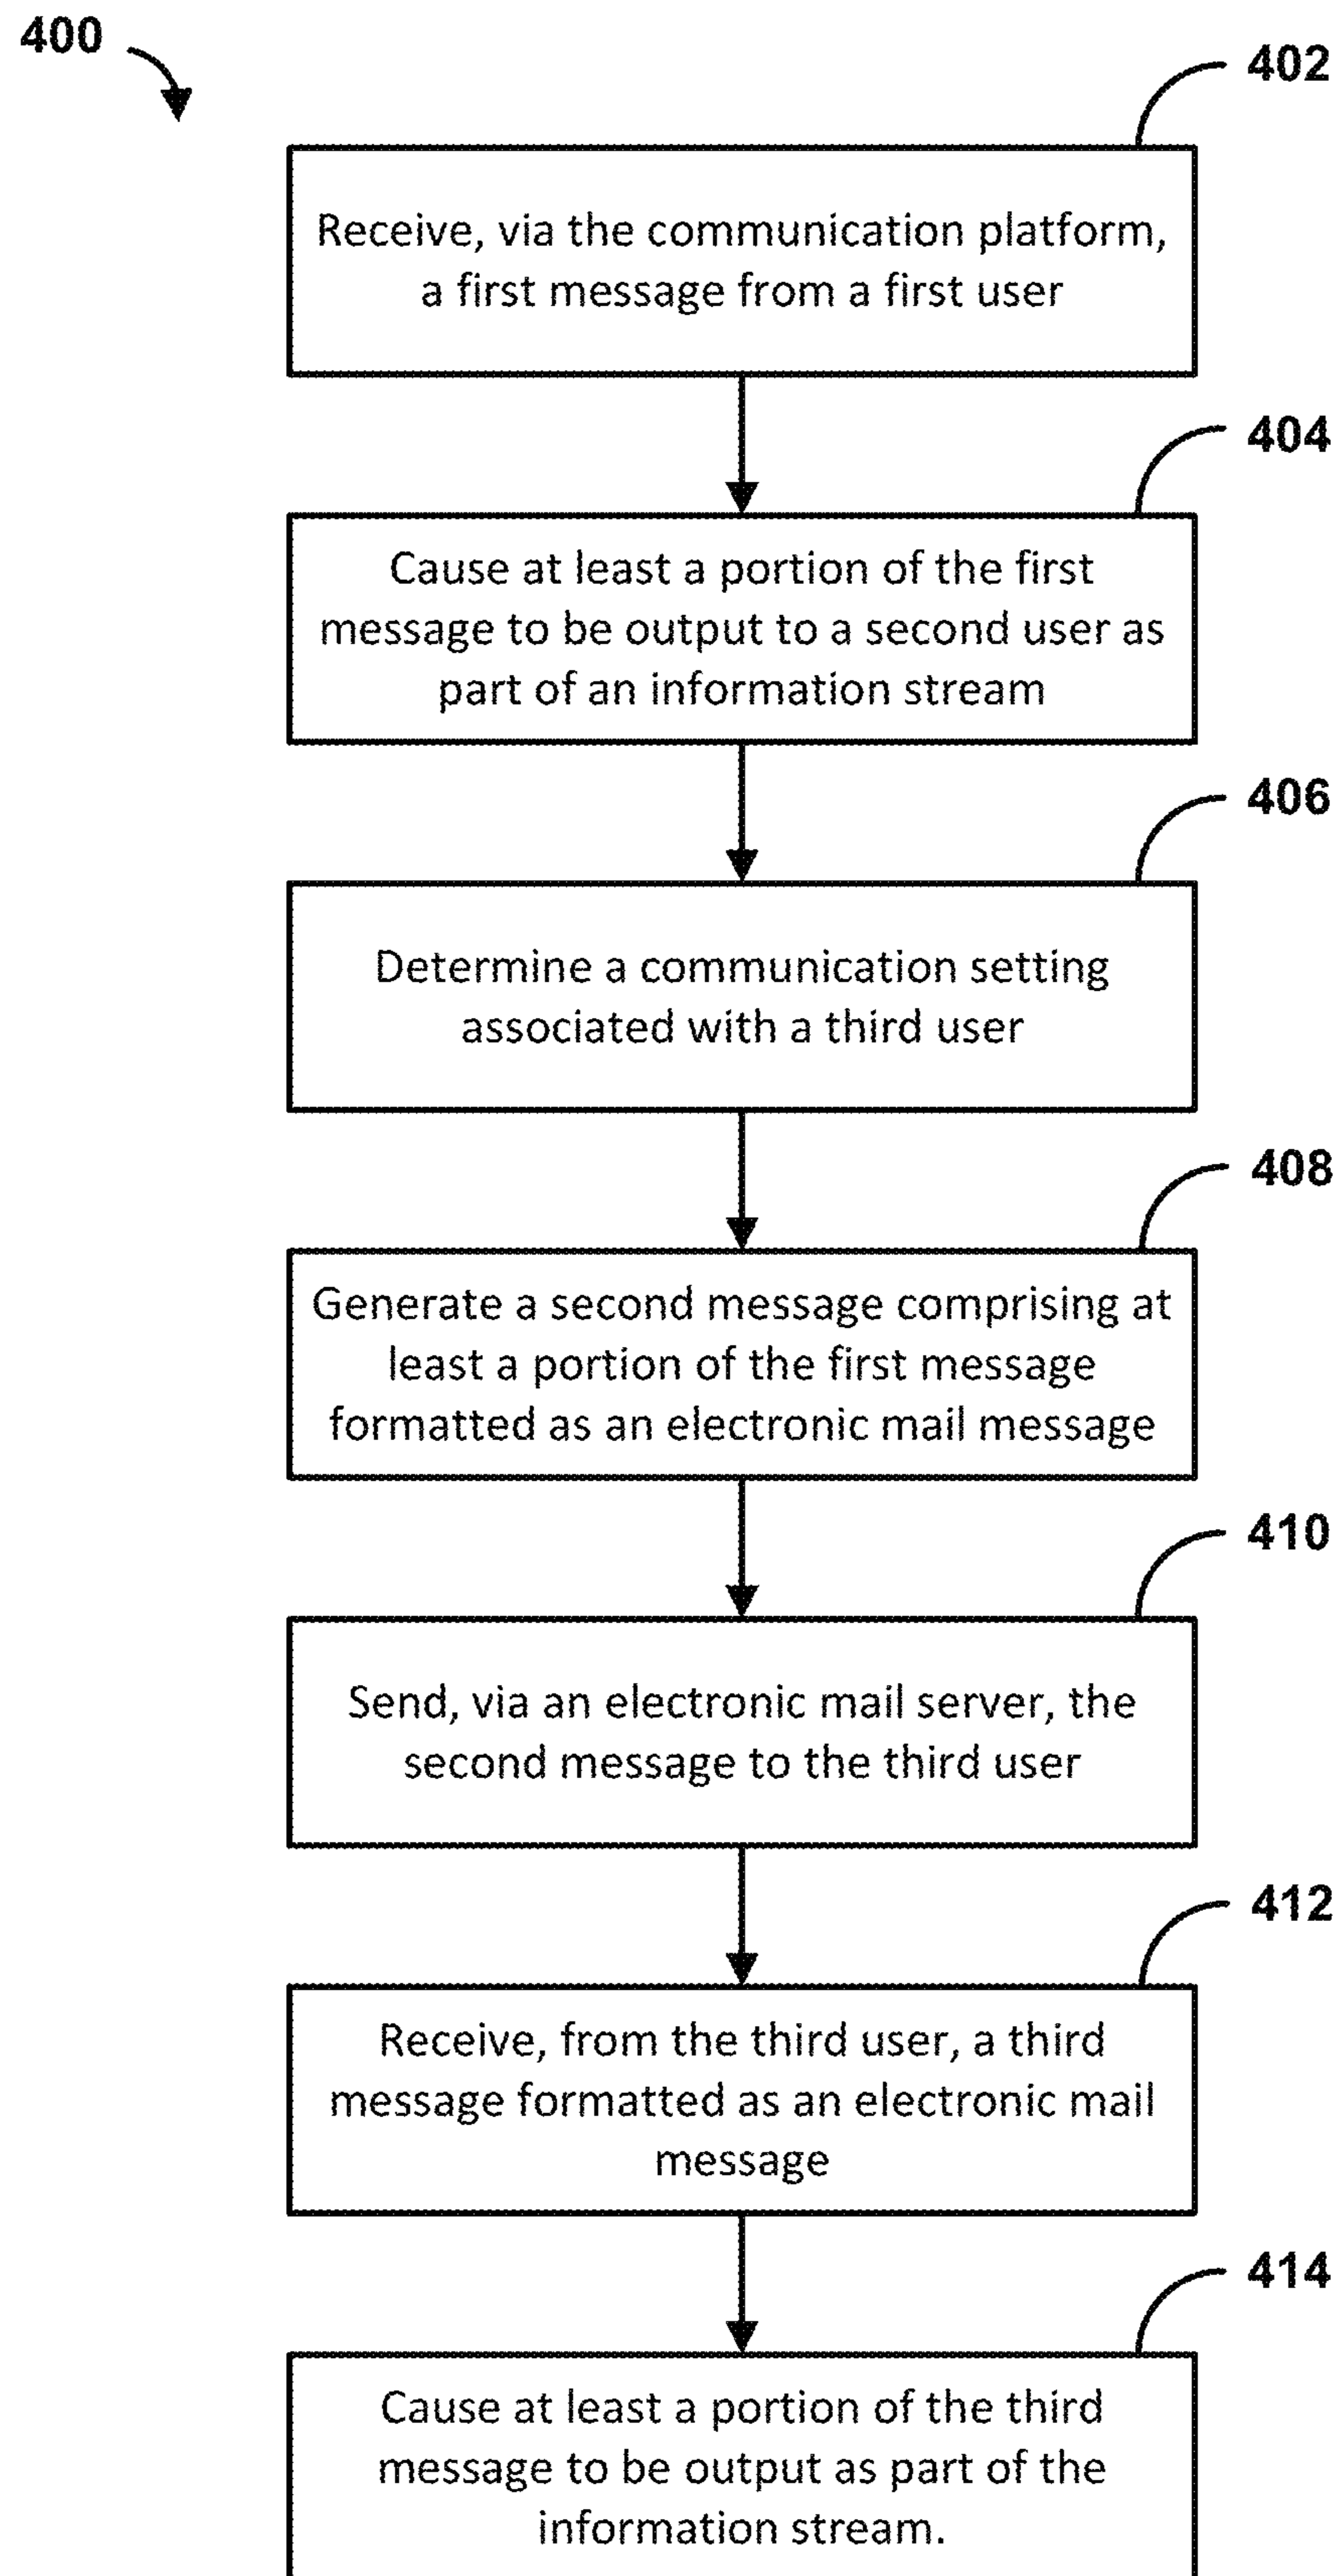 400
402
Receive, via the communication platform,
a first message from a first user
404
Cause at least a portion of the first
message to be output to a second user as
part of an information stream
406
Determine a communication setting
associated with a third user
408
Generate a second message comprising at
least a portion of the first message
formatted as an electronic mail message
410
Send, via an electronic mail server, the
second message to the third user
412
Receive, from the third user, a third
message formatted as an electronic mail
message
414
Cause at least a portion of the third
message to be output as part of the
information stream.